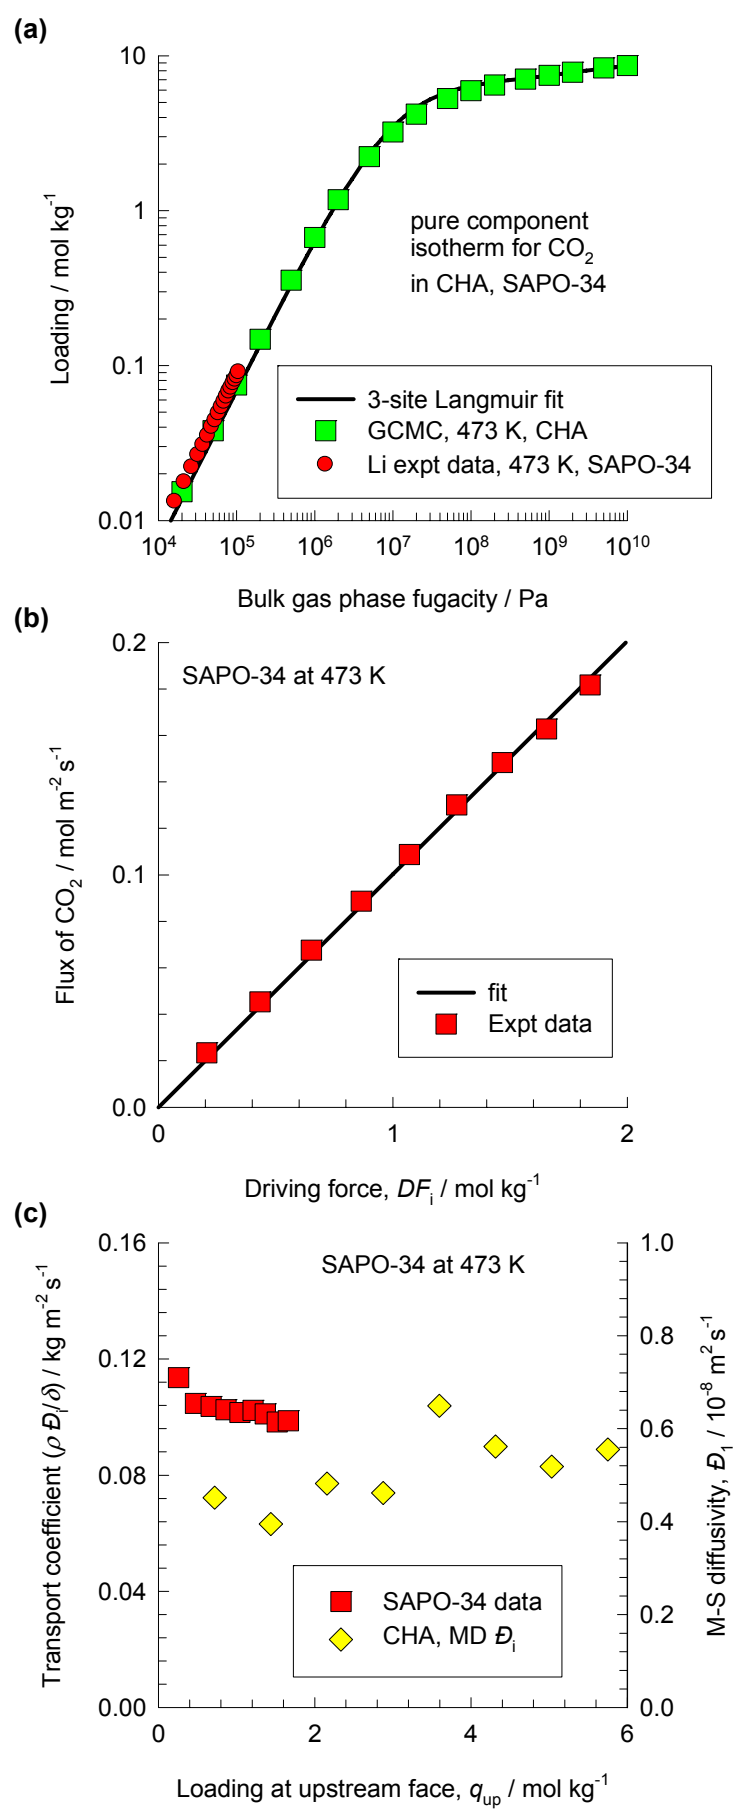 (a)
10
1
0.1
0.01
Loading / mol kg⁻¹
pure component
isotherm for CO₂
in CHA, SAPO-34
3-site Langmuir fit
GCMC, 473 K, CHA
Li expt data, 473 K, SAPO-34
10⁴ 10⁵ 10⁶ 10⁷ 10⁸ 10⁹ 10¹⁰
Bulk gas phase fugacity / Pa
(b)
0.2
0.1
0.0
Flux of CO₂ / mol m⁻² s⁻¹
SAPO-34 at 473 K
fit
Expt data
0 1 2
Driving force, DFᵢ / mol kg⁻¹
(c)
0.16
0.12
0.08
0.04
0.00
Transport coefficient (ρ Đᵢ/δ) / kg m⁻² s⁻¹
SAPO-34 at 473 K
SAPO-34 data
CHA, MD Đᵢ
1.0
0.8
0.6
0.4
0.2
0.0
M-S diffusivity, Đ₁ / 10⁻⁸ m² s⁻¹
0 2 4 6
Loading at upstream face, qᵤₚ / mol kg⁻¹